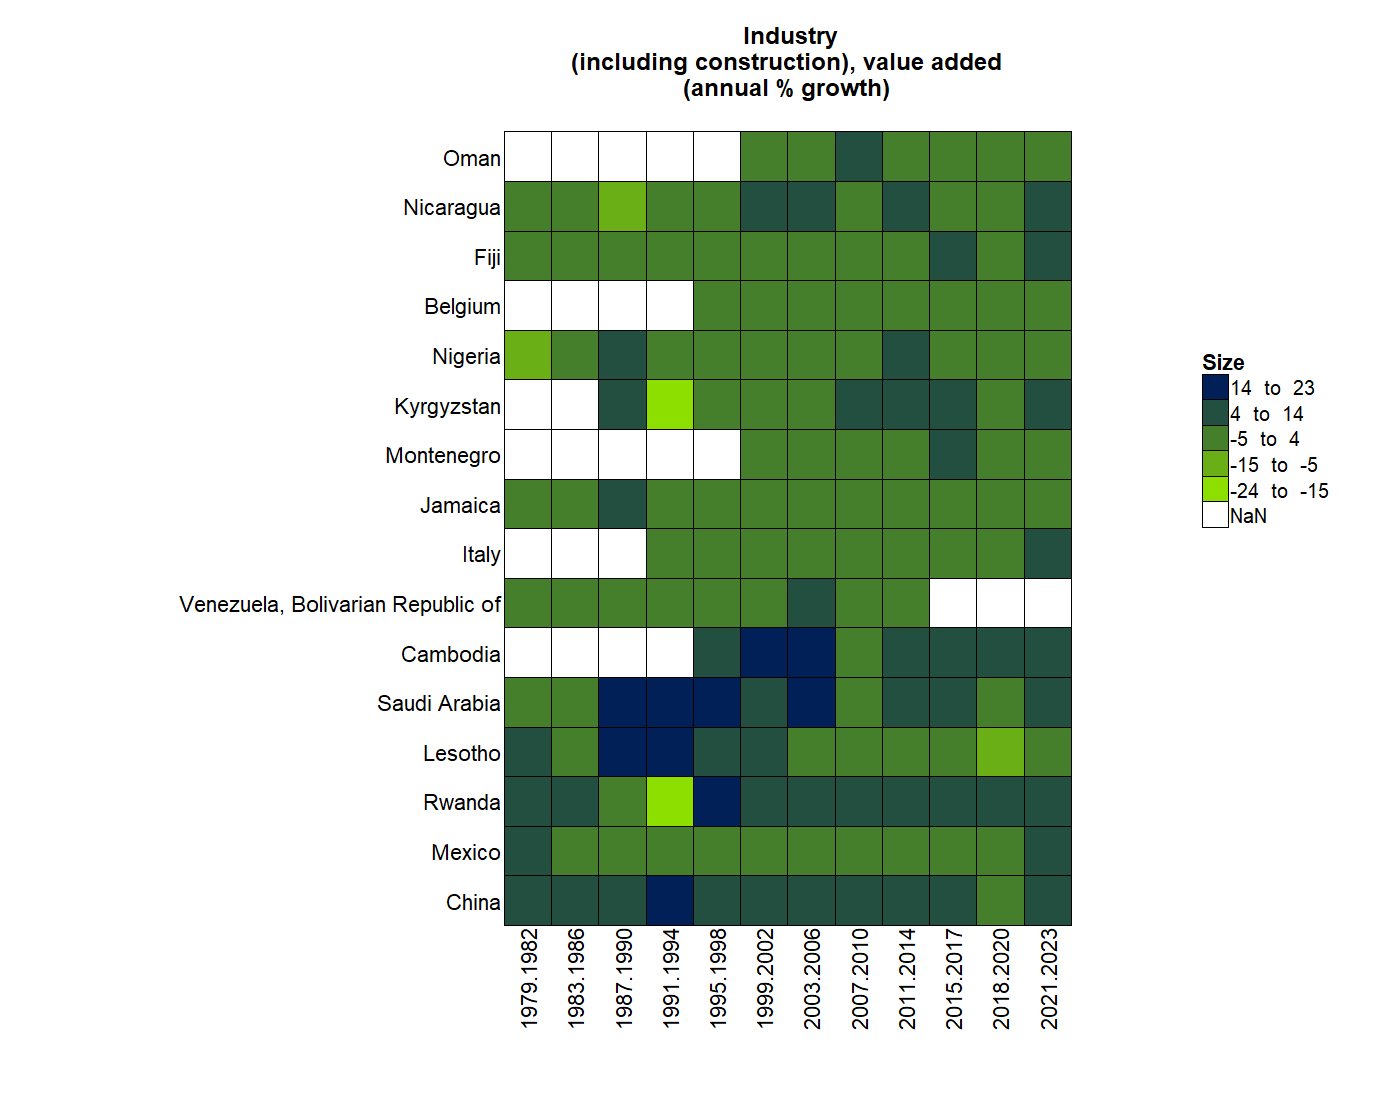 Industry
(including construction), value added
(annual % growth)
Oman
Nicaragua
Fiji
Belgium
Nigeria
Kyrgyzstan
Montenegro
Jamaica
Italy
Venezuela, Bolivarian Republic of
Cambodia
Saudi Arabia
Lesotho
Rwanda
Mexico
China
1979.1982
1983.1986
1987.1990
1991.1994
1995.1998
1999.2002
2003.2006
2007.2010
2011.2014
2015.2017
2018.2020
2021.2023
Size
14 to 23
4 to 14
-5 to 4
-15 to -5
-24 to -15
NaN